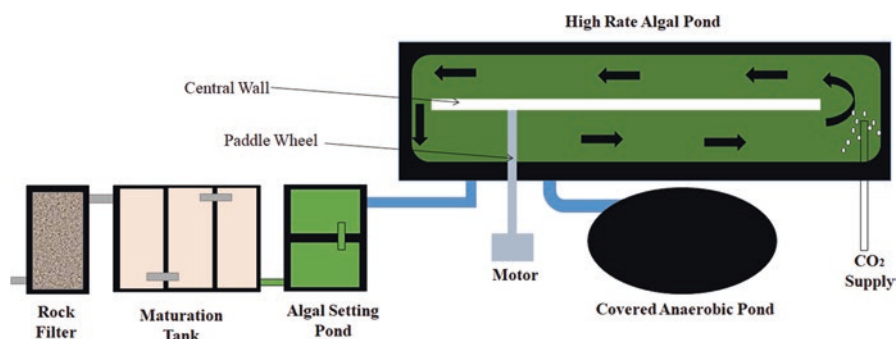 High Rate Algal Pond
Central Wall
Paddle Wheel
Motor
CO₂
Supply
Covered Anaerobic Pond
Algal Setting
Pond
Maturation
Tank
Rock
Filter